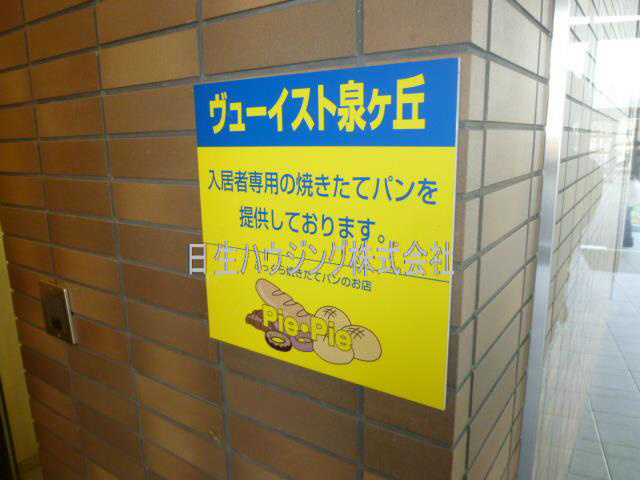 ヴューイスト泉ヶ丘
入居者専用の焼きたてパンを
提供しております。
日生ハウジング株式会社
焼きたてパンのお店
Pie・Pie